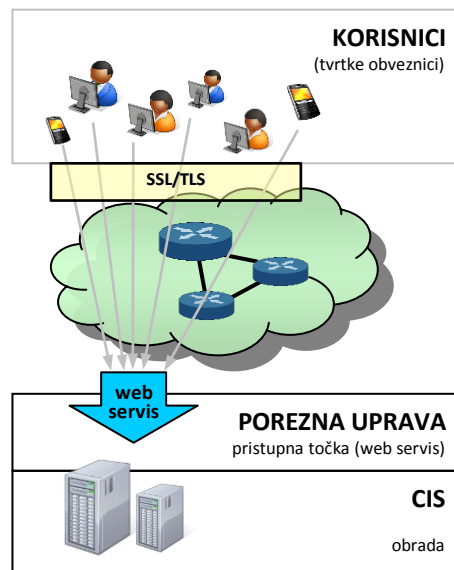 KORISNICI
(tvrtke obveznici)
SSL/TLS
web
servis
POREZNA UPRAVA
pristupna točka (web servis)
CIS
obrada